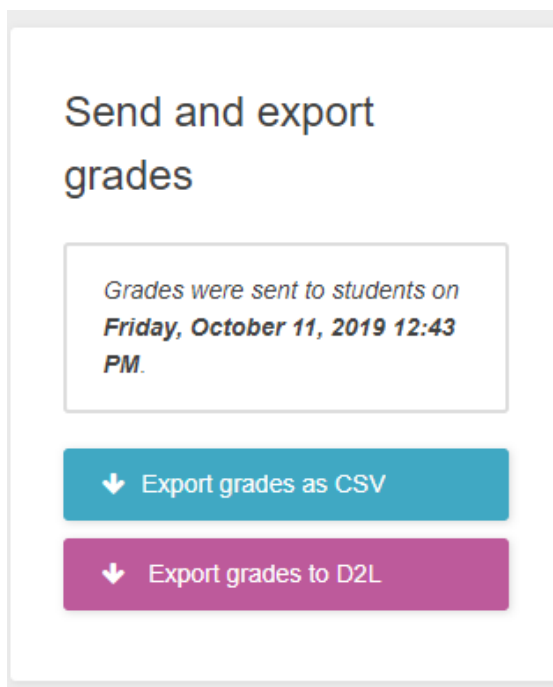 Send and export
grades
Grades were sent to students on
Friday, October 11, 2019 12:43
PM.
Export grades as CSV
Export grades to D2L